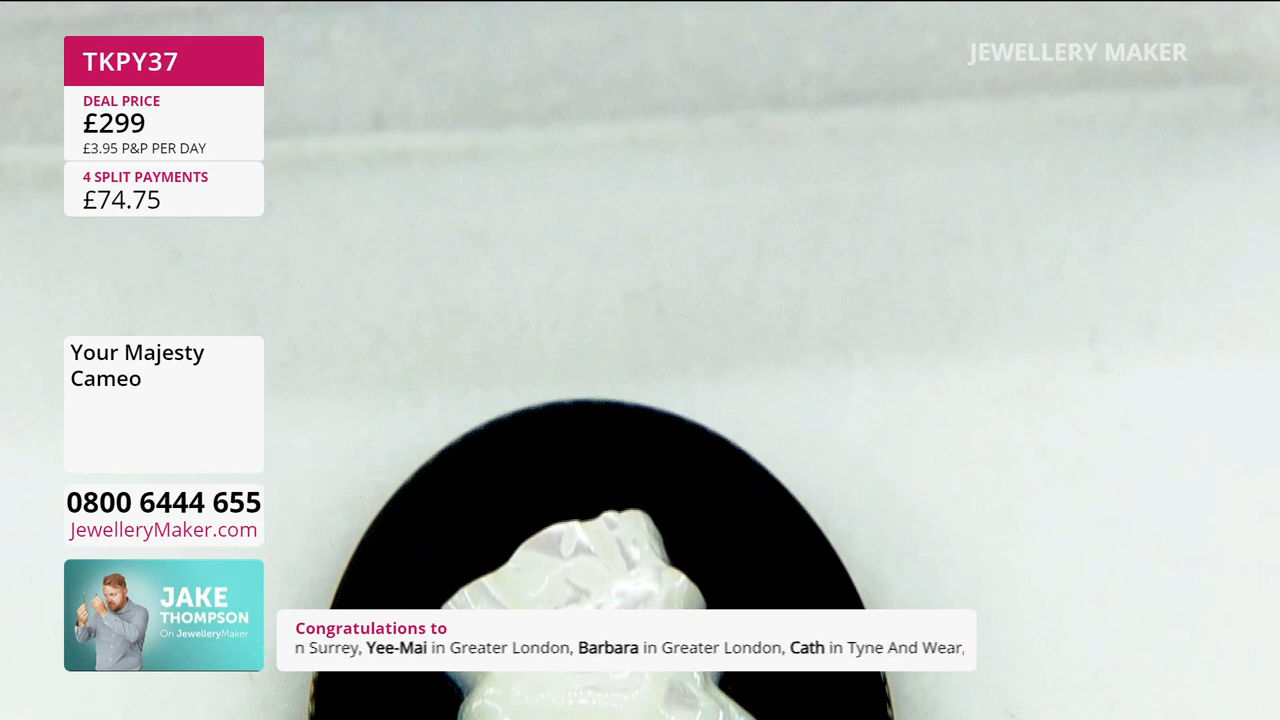 TKPY37
DEAL PRICE
£299
£3.95 P&P PER DAY
4 SPLIT PAYMENTS
£74.75
JEWELLERY MAKER
Your Majesty
Cameo
0800 6444 655
JewelleryMaker.com
JAKE
THOMPSON
On JewelleryMaker
Congratulations to
n Surrey, Yee-Mai in Greater London, Barbara in Greater London, Cath in Tyne And Wear,